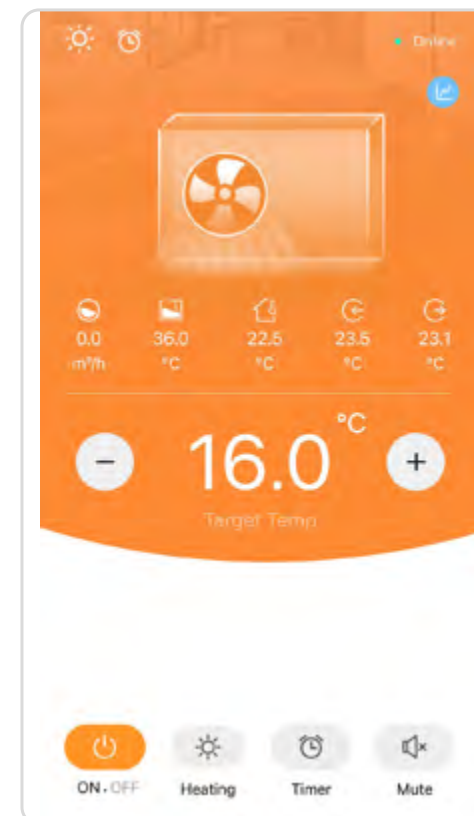 Online
0.0 36.0 22.5 23.5 23.1
m³/h °C °C °C °C
16.0 °C
− +
Target Temp
ON • OFF Heating Timer Mute